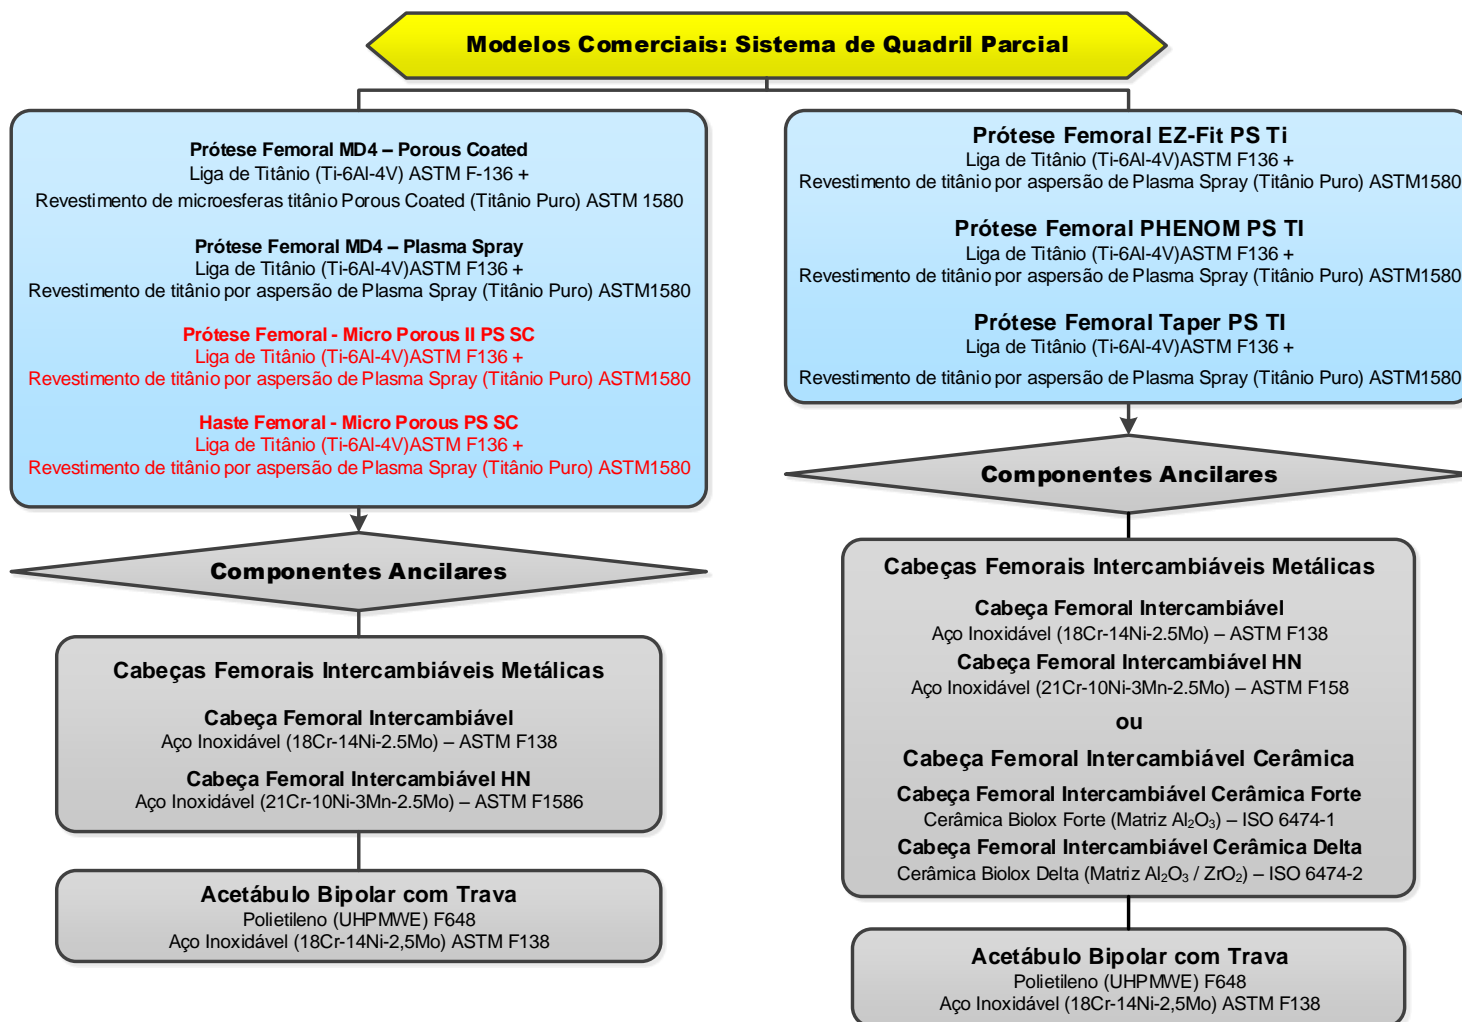 Modelos Comerciais: Sistema de Quadril Parcial
Prótese Femoral MD4 – Porous Coated
Liga de Titânio (Ti-6Al-4V) ASTM F-136 +
Revestimento de microesferas titânio Porous Coated (Titânio Puro) ASTM 1580
Prótese Femoral MD4 – Plasma Spray
Liga de Titânio (Ti-6Al-4V)ASTM F136 +
Revestimento de titânio por aspersão de Plasma Spray (Titânio Puro) ASTM1580
Prótese Femoral - Micro Porous II PS SC
Liga de Titânio (Ti-6Al-4V)ASTM F136 +
Revestimento de titânio por aspersão de Plasma Spray (Titânio Puro) ASTM1580
Haste Femoral - Micro Porous PS SC
Liga de Titânio (Ti-6Al-4V)ASTM F136 +
Revestimento de titânio por aspersão de Plasma Spray (Titânio Puro) ASTM1580
Componentes Ancilares
Cabeças Femorais Intercambiáveis Metálicas
Cabeça Femoral Intercambiável
Aço Inoxidável (18Cr-14Ni-2.5Mo) – ASTM F138
Cabeça Femoral Intercambiável HN
Aço Inoxidável (21Cr-10Ni-3Mn-2.5Mo) – ASTM F1586
Acetábulo Bipolar com Trava
Polietileno (UHPMWE) F648
Aço Inoxidável (18Cr-14Ni-2,5Mo) ASTM F138
Prótese Femoral EZ-Fit PS Ti
Liga de Titânio (Ti-6Al-4V)ASTM F136 +
Revestimento de titânio por aspersão de Plasma Spray (Titânio Puro) ASTM1580
Prótese Femoral PHENOM PS TI
Liga de Titânio (Ti-6Al-4V)ASTM F136 +
Revestimento de titânio por aspersão de Plasma Spray (Titânio Puro) ASTM1580
Prótese Femoral Taper PS TI
Liga de Titânio (Ti-6Al-4V)ASTM F136 +
Revestimento de titânio por aspersão de Plasma Spray (Titânio Puro) ASTM1580
Componentes Ancilares
Cabeças Femorais Intercambiáveis Metálicas
Cabeça Femoral Intercambiável
Aço Inoxidável (18Cr-14Ni-2.5Mo) – ASTM F138
Cabeça Femoral Intercambiável HN
Aço Inoxidável (21Cr-10Ni-3Mn-2.5Mo) – ASTM F158
ou
Cabeça Femoral Intercambiável Cerâmica
Cabeça Femoral Intercambiável Cerâmica Forte
Cerâmica Biolox Forte (Matriz Al₂O₃) – ISO 6474-1
Cabeça Femoral Intercambiável Cerâmica Delta
Cerâmica Biolox Delta (Matriz Al₂O₃ / ZrO₂) – ISO 6474-2
Acetábulo Bipolar com Trava
Polietileno (UHPMWE) F648
Aço Inoxidável (18Cr-14Ni-2,5Mo) ASTM F138